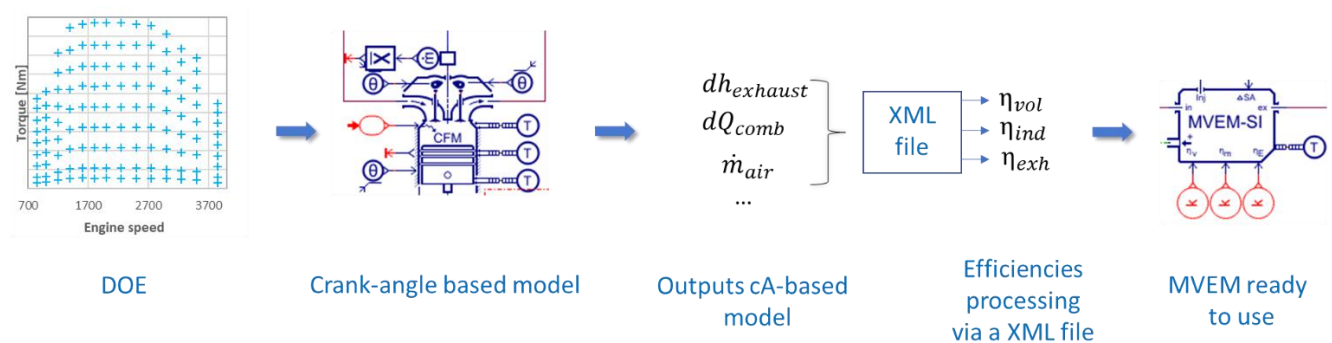 Torque [Nm]
700 1700 2700 3700
Engine speed
DOE
X
ṁ
θ
θ
CFM
T
T
θ
T
Crank-angle based model
dh_exhaust
dQ_comb
ṁ_air
...
Outputs cA-based
model
XML
file
η_vol
η_ind
η_exh
Efficiencies
processing
via a XML file
Inj
ΔSA
in
ex
MVEM-SI
+
η_v
η_m
η_E
T
K
K
K
MVEM ready
to use